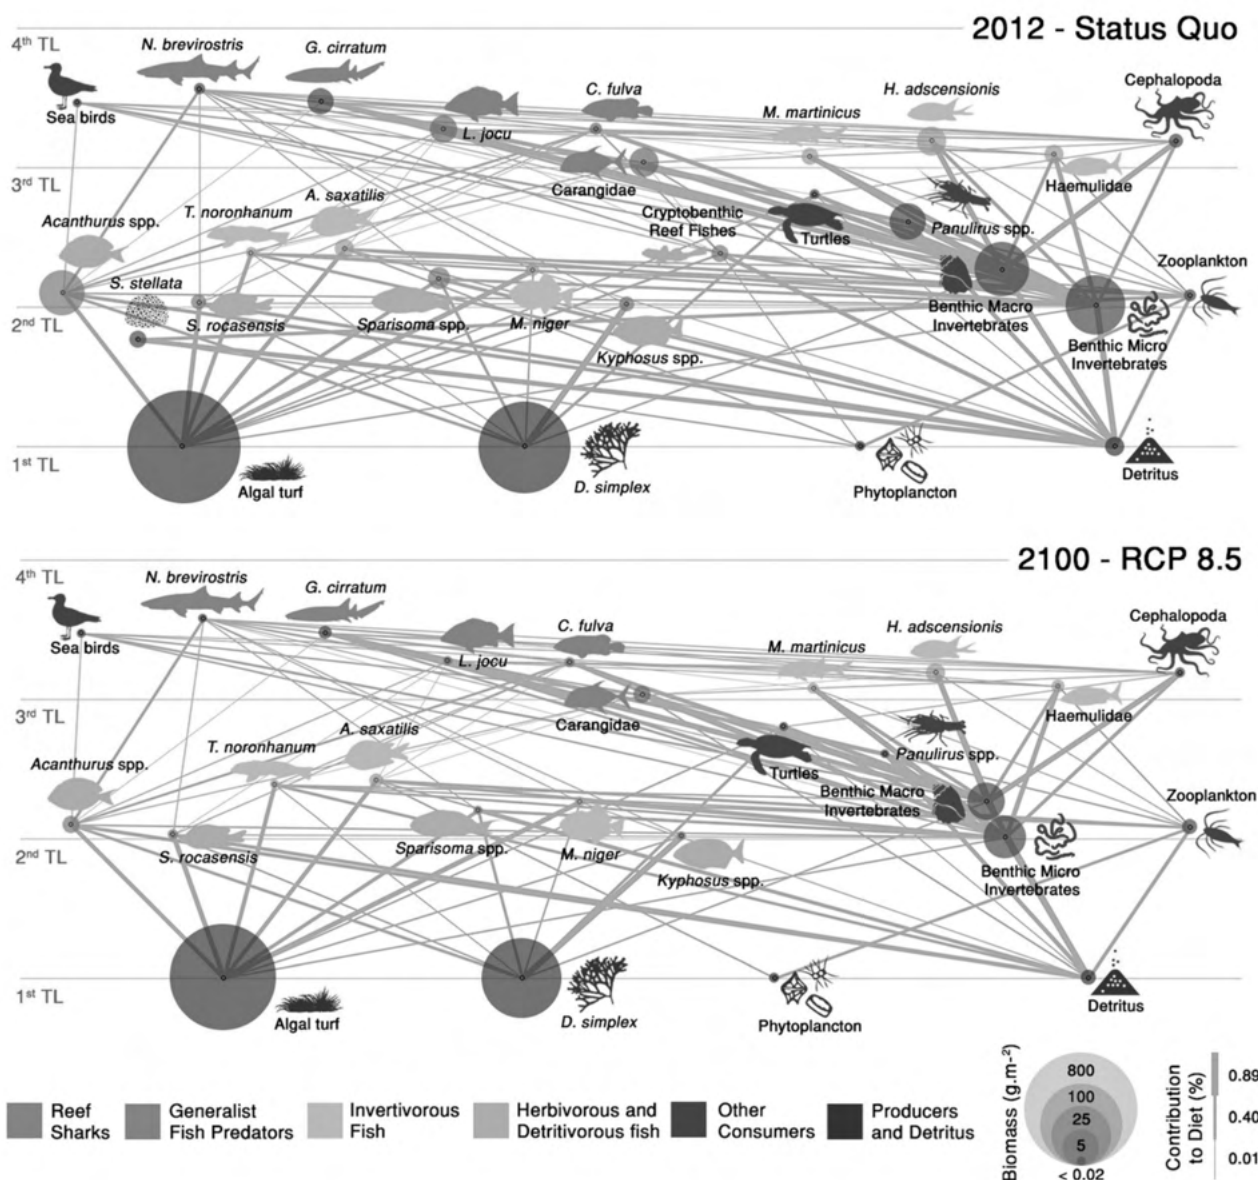 2012 - Status Quo
4th TL
N. brevirostris
G. cirratum
C. fulva
H. adscensionis
Cephalopoda
Sea birds
L. jocu
M. martinicus
3rd TL
Carangidae
Haemulidae
Acanthurus spp.
T. noronhanum
A. saxatilis
Cryptobenthic
Reef Fishes
Turtles
Panulirus spp.
Zooplankton
S. stellata
2nd TL
S. rocasensis
Sparisoma spp.
M. niger
Kyphosus spp.
Benthic Macro
Invertebrates
Benthic Micro
Invertebrates
1st TL
Algal turf
D. simplex
Phytoplancton
Detritus
2100 - RCP 8.5
4th TL
N. brevirostris
G. cirratum
C. fulva
H. adscensionis
Cephalopoda
Sea birds
L. jocu
M. martinicus
3rd TL
Carangidae
Haemulidae
Acanthurus spp.
T. noronhanum
A. saxatilis
Turtles
Panulirus spp.
Benthic Macro
Invertebrates
Zooplankton
2nd TL
S. rocasensis
Sparisoma spp.
M. niger
Kyphosus spp.
Benthic Micro
Invertebrates
1st TL
Algal turf
D. simplex
Phytoplancton
Detritus
Reef
Sharks
Generalist
Fish Predators
Invertivorous
Fish
Herbivorous and
Detritivorous fish
Other
Consumers
Producers
and Detritus
Biomass (g.m-²)
800
100
25
5
< 0.02
Contribution
to Diet (%)
0.89
0.40
0.01